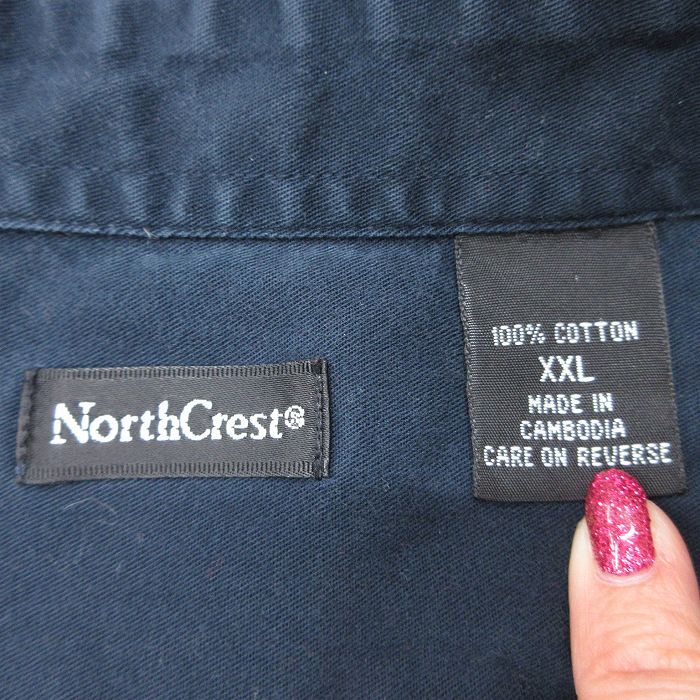 NorthCrest®
100% COTTON
XXL
MADE IN
CAMBODIA
CARE ON REVERSE